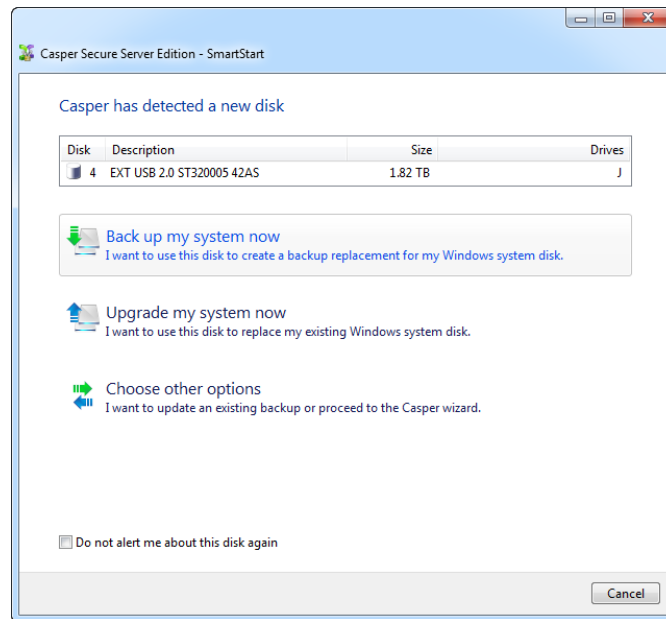 Casper Secure Server Edition - SmartStart
Casper has detected a new disk
Disk Description Size Drives
4 EXT USB 2.0 ST320005 42AS 1.82 TB J
Back up my system now
I want to use this disk to create a backup replacement for my Windows system disk.
Upgrade my system now
I want to use this disk to replace my existing Windows system disk.
Choose other options
I want to update an existing backup or proceed to the Casper wizard.
Do not alert me about this disk again
Cancel